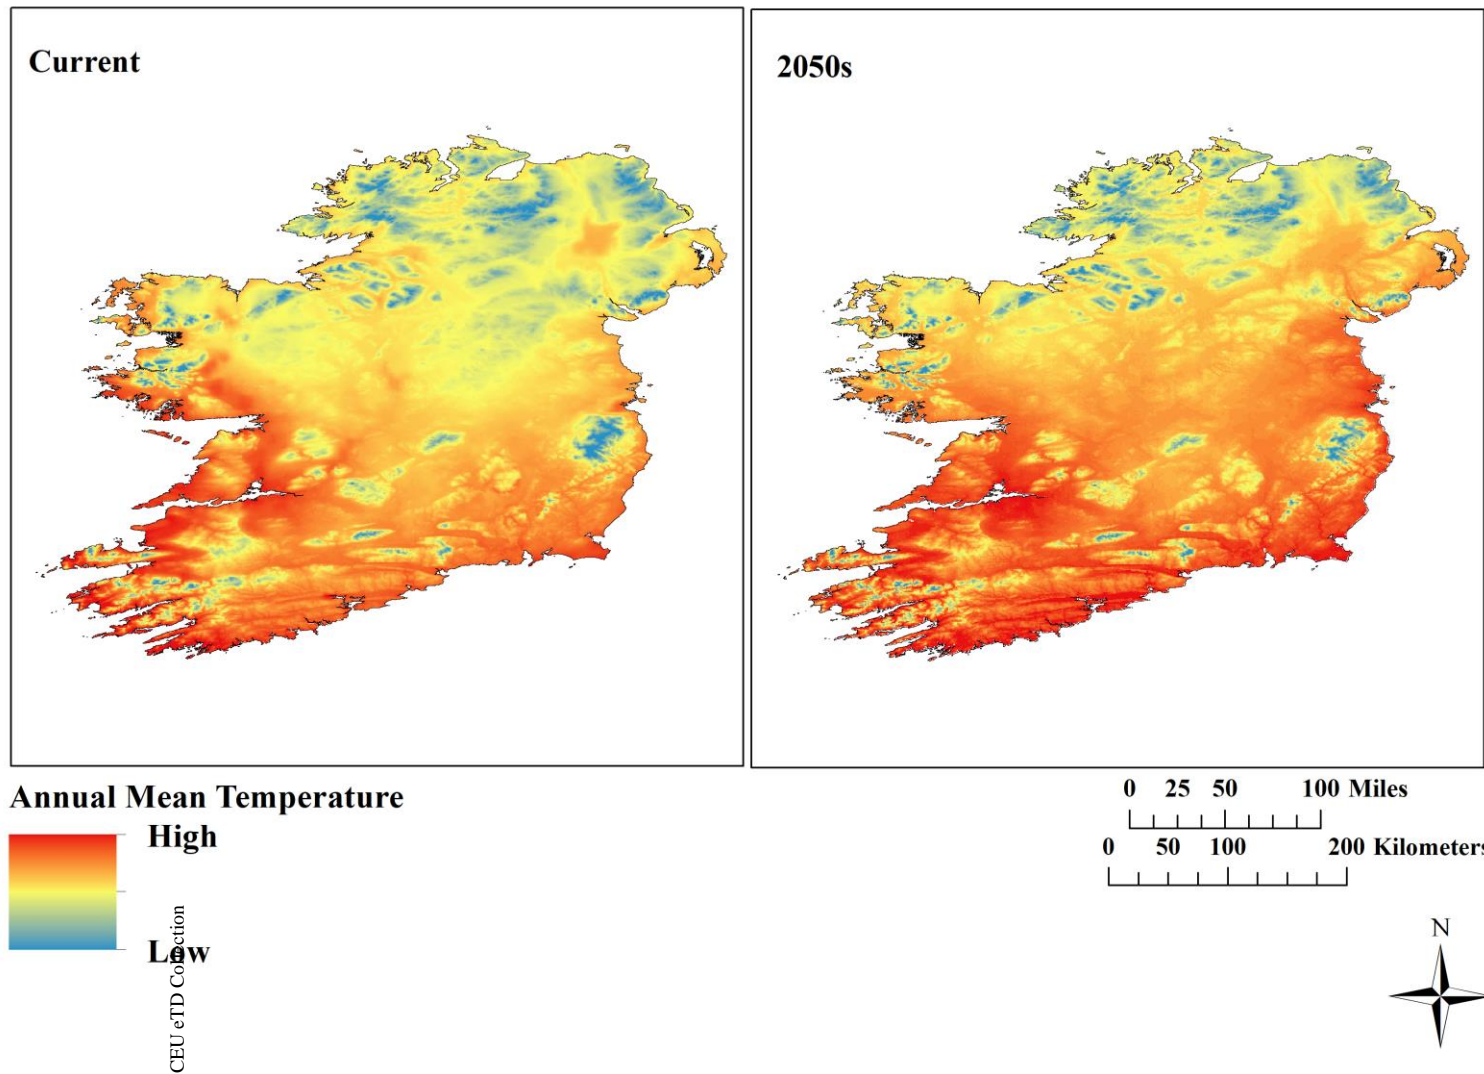 Current
2050s
Annual Mean Temperature
High
Low
0 25 50 100 Miles
0 50 100 200 Kilometers
N
CEU eTD Collection